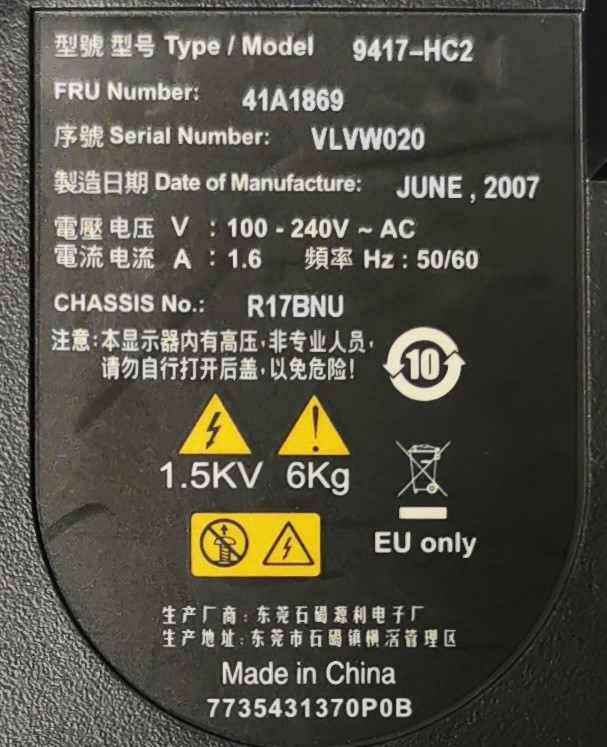 型號 型号 Type / Model 9417-HC2
FRU Number: 41A1869
序號 Serial Number: VLVW020
製造日期 Date of Manufacture: JUNE , 2007
電壓 电压 V : 100 - 240V ~ AC
電流 电流 A : 1.6 頻率 Hz : 50/60
CHASSIS No.: R17BNU
注意:本显示器内有高压,非专业人员,
请勿自行打开后盖,以免危险!
10
1.5KV 6Kg
EU only
生产厂商:东莞石碣源利电子厂
生产地址:东莞市石碣镇横滘管理区
Made in China
7735431370P0B